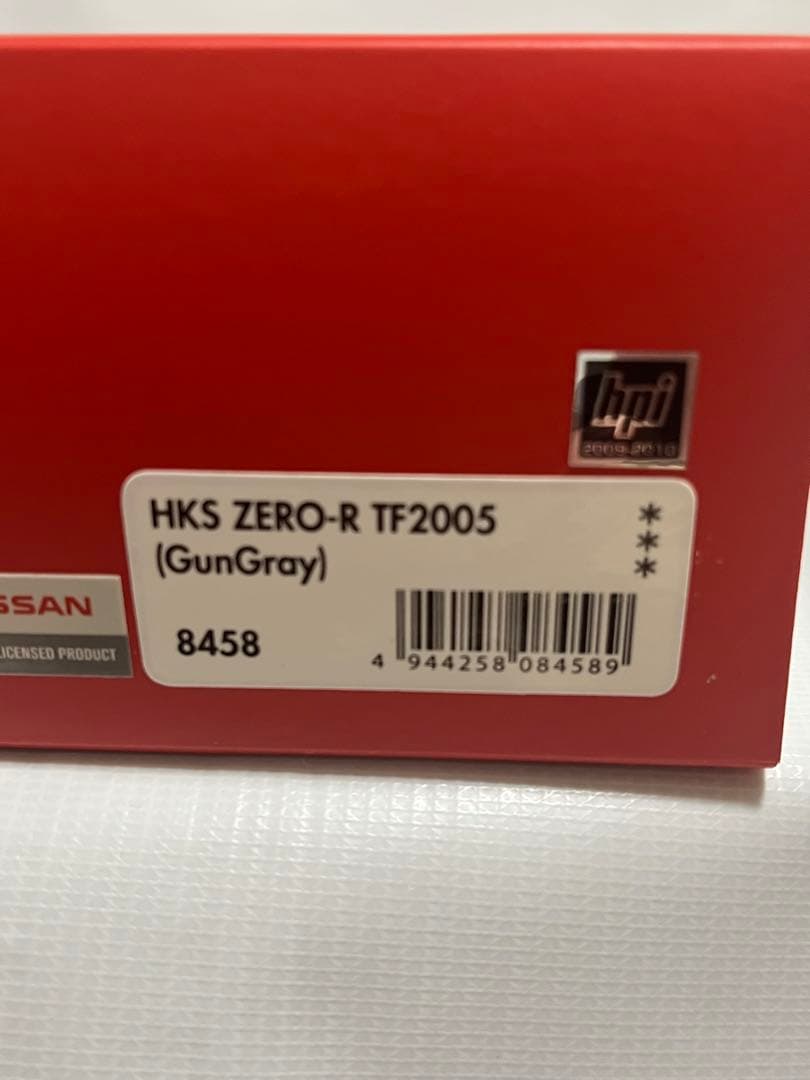 hpi
2009-2010
HKS ZERO-R TF2005
(GunGray)
***
8458
4 944258 084589
SSAN
LICENSED PRODUCT